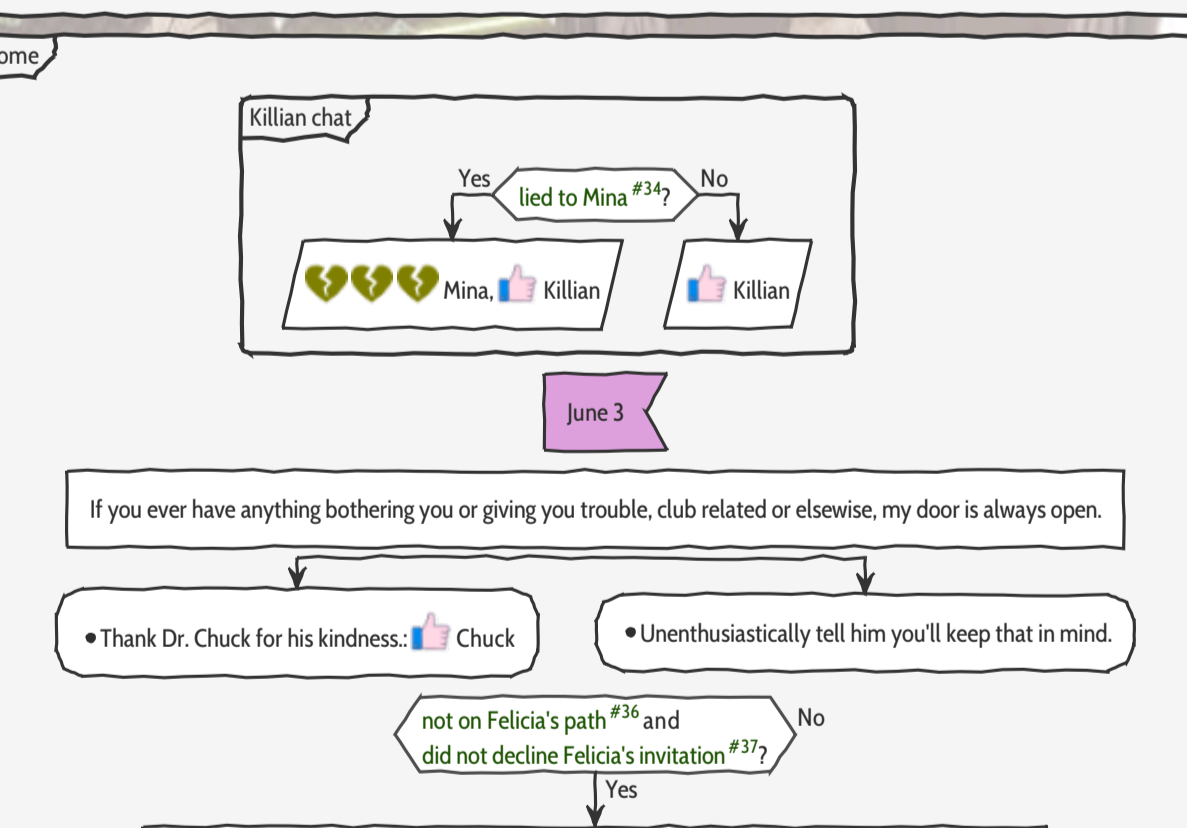 ome
Killian chat
Yes
lied to Mina #34?
No
Mina, Killian
Killian
June 3
If you ever have anything bothering you or giving you trouble, club related or elsewise, my door is always open.
•Thank Dr. Chuck for his kindness.: Chuck
•Unenthusiastically tell him you'll keep that in mind.
not on Felicia's path #36 and
did not decline Felicia's invitation #37?
No
Yes